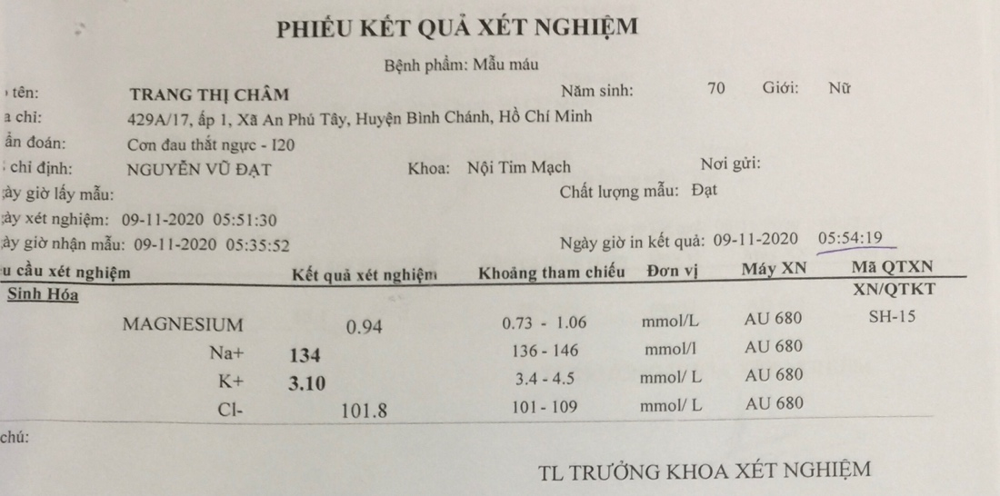 PHIẾU KẾT QUẢ XÉT NGHIỆM
Bệnh phẩm: Mẫu máu
tên: TRANG THỊ CHÂM Năm sinh: 70 Giới: Nữ
a chỉ: 429A/17, ấp 1, Xã An Phú Tây, Huyện Bình Chánh, Hồ Chí Minh
ẩn đoán: Cơn đau thắt ngực - I20
chỉ định: NGUYỄN VŨ ĐẠT Khoa: Nội Tim Mạch Nơi gửi:
ày giờ lấy mẫu: Chất lượng mẫu: Đạt
ày xét nghiệm: 09-11-2020 05:51:30
ày giờ nhận mẫu: 09-11-2020 05:35:52 Ngày giờ in kết quả: 09-11-2020 05:54:19
u cầu xét nghiệm Kết quả xét nghiệm Khoảng tham chiếu Đơn vị Máy XN Mã QTXN
Sinh Hóa XN/QTKT
MAGNESIUM 0.94 0.73 - 1.06 mmol/L AU 680 SH-15
Na+ 134 136 - 146 mmol/l AU 680
K+ 3.10 3.4 - 4.5 mmol/ L AU 680
Cl- 101.8 101 - 109 mmol/ L AU 680
chú:
TL TRƯỞNG KHOA XÉT NGHIỆM